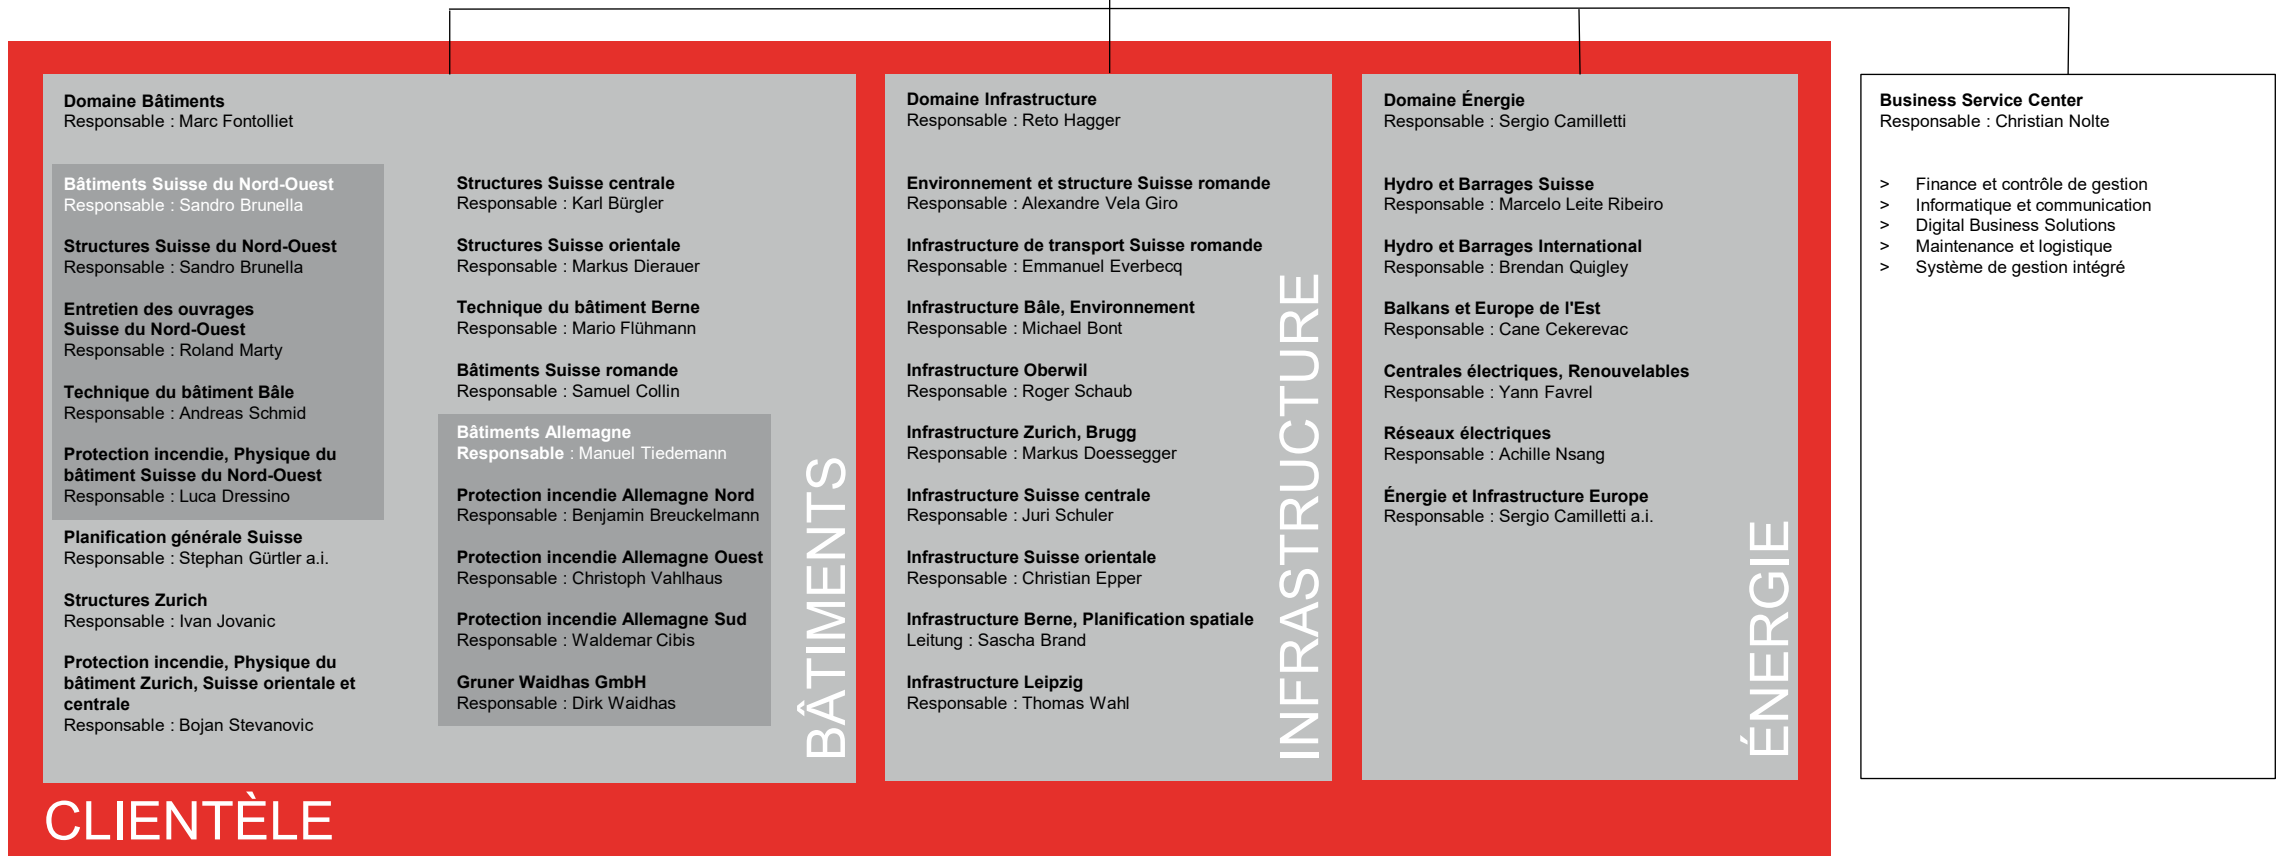 Domaine Bâtiments
Responsable : Marc Fontolliet
Bâtiments Suisse du Nord-Ouest
Responsable : Sandro Brunella
Structures Suisse du Nord-Ouest
Responsable : Sandro Brunella
Entretien des ouvrages
Suisse du Nord-Ouest
Responsable : Roland Marty
Technique du bâtiment Bâle
Responsable : Andreas Schmid
Protection incendie, Physique du
bâtiment Suisse du Nord-Ouest
Responsable : Luca Dressino
Planification générale Suisse
Responsable : Stephan Gürtler a.i.
Structures Zurich
Responsable : Ivan Jovanic
Protection incendie, Physique du
bâtiment Zurich, Suisse orientale et
centrale
Responsable : Bojan Stevanovic
Structures Suisse centrale
Responsable : Karl Bürgler
Structures Suisse orientale
Responsable : Markus Dierauer
Technique du bâtiment Berne
Responsable : Mario Flühmann
Bâtiments Suisse romande
Responsable : Samuel Collin
Bâtiments Allemagne
Responsable : Manuel Tiedemann
Protection incendie Allemagne Nord
Responsable : Benjamin Breuckelmann
Protection incendie Allemagne Ouest
Responsable : Christoph Vahlhaus
Protection incendie Allemagne Sud
Responsable : Waldemar Cibis
Gruner Waidhas GmbH
Responsable : Dirk Waidhas
BÂTIMENTS
Domaine Infrastructure
Responsable : Reto Hagger
Environnement et structure Suisse romande
Responsable : Alexandre Vela Giro
Infrastructure de transport Suisse romande
Responsable : Emmanuel Everbecq
Infrastructure Bâle, Environnement
Responsable : Michael Bont
Infrastructure Oberwil
Responsable : Roger Schaub
Infrastructure Zurich, Brugg
Responsable : Markus Doessegger
Infrastructure Suisse centrale
Responsable : Juri Schuler
Infrastructure Suisse orientale
Responsable : Christian Epper
Infrastructure Berne, Planification spatiale
Leitung : Sascha Brand
Infrastructure Leipzig
Responsable : Thomas Wahl
INFRASTRUCTURE
Domaine Énergie
Responsable : Sergio Camilletti
Hydro et Barrages Suisse
Responsable : Marcelo Leite Ribeiro
Hydro et Barrages International
Responsable : Brendan Quigley
Balkans et Europe de l'Est
Responsable : Cane Cekerevac
Centrales électriques, Renouvelables
Responsable : Yann Favrel
Réseaux électriques
Responsable : Achille Nsang
Énergie et Infrastructure Europe
Responsable : Sergio Camilletti a.i.
ÉNERGIE
Business Service Center
Responsable : Christian Nolte
> Finance et contrôle de gestion
> Informatique et communication
> Digital Business Solutions
> Maintenance et logistique
> Système de gestion intégré
CLIENTÈLE